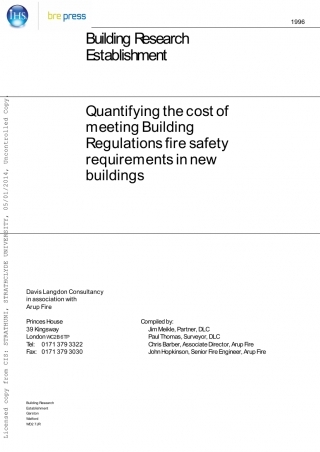 IHS
bre press
1996
Building Research
Establishment
Quantifying the cost of
meeting Building
Regulations fire safety
requirements in new
buildings
Davis Langdon Consultancy
in association with
Arup Fire
Princes House
39 Kingsway
London WC2B 6TP
Tel: 0171 379 3322
Fax: 0171 379 3030
Compiled by:
Jim Meikle, Partner, DLC
Paul Thomas, Surveyor, DLC
Chris Barber, Associate Director, Arup Fire
John Hopkinson, Senior Fire Engineer, Arup Fire
Building Research
Establishment
Garston
Watford
WD2 7JR
Licensed copy from CIS: STRATHUNI, STRATHCLYDE UNIVERSITY, 05/01/2014, Uncontrolled Copy.